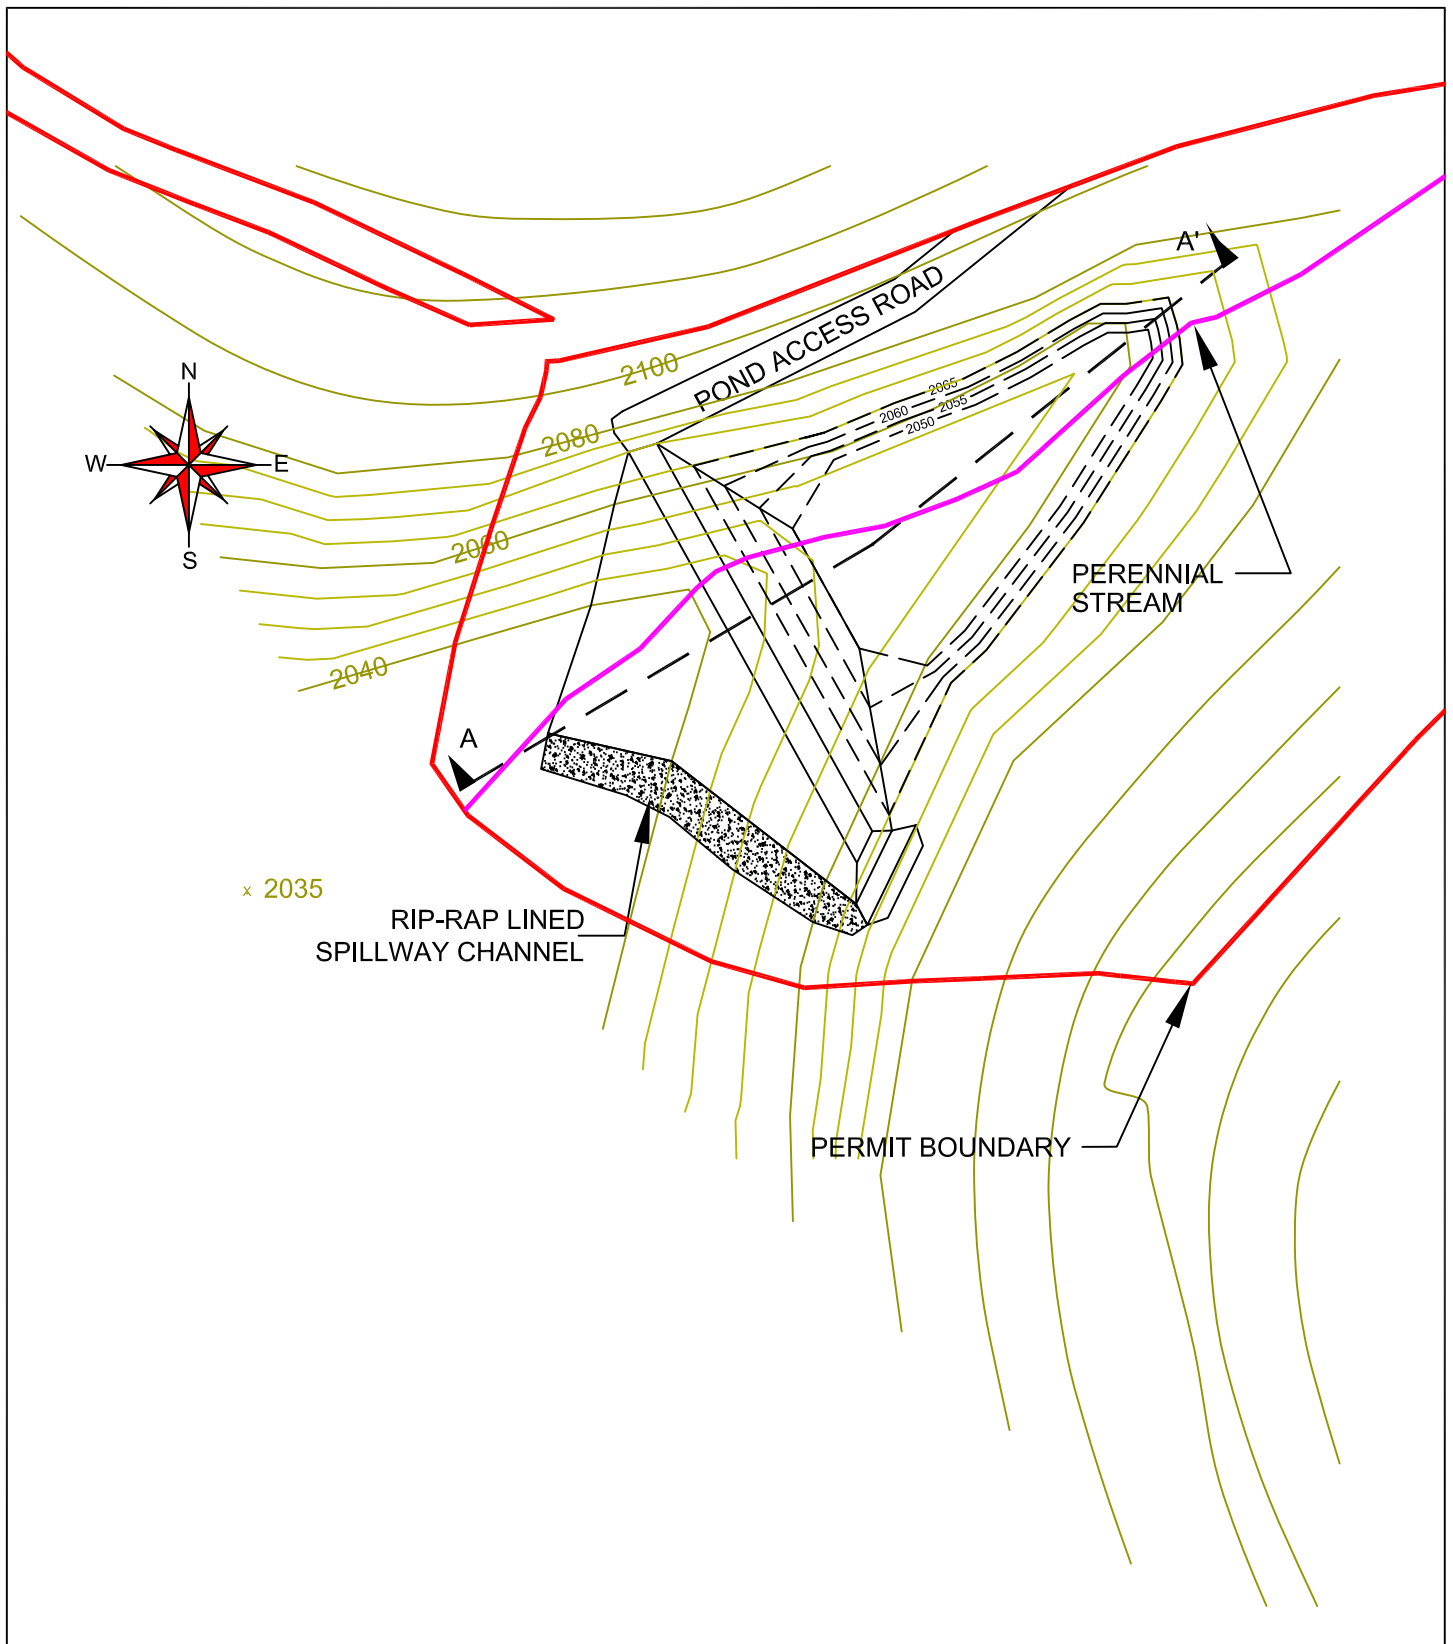 A'
POND ACCESS ROAD
2100
N
2065
2060
2055
2050
2080
W
E
2060
S
PERENNIAL
STREAM
2040
A
x 2035
RIP-RAP LINED
SPILLWAY CHANNEL
PERMIT BOUNDARY